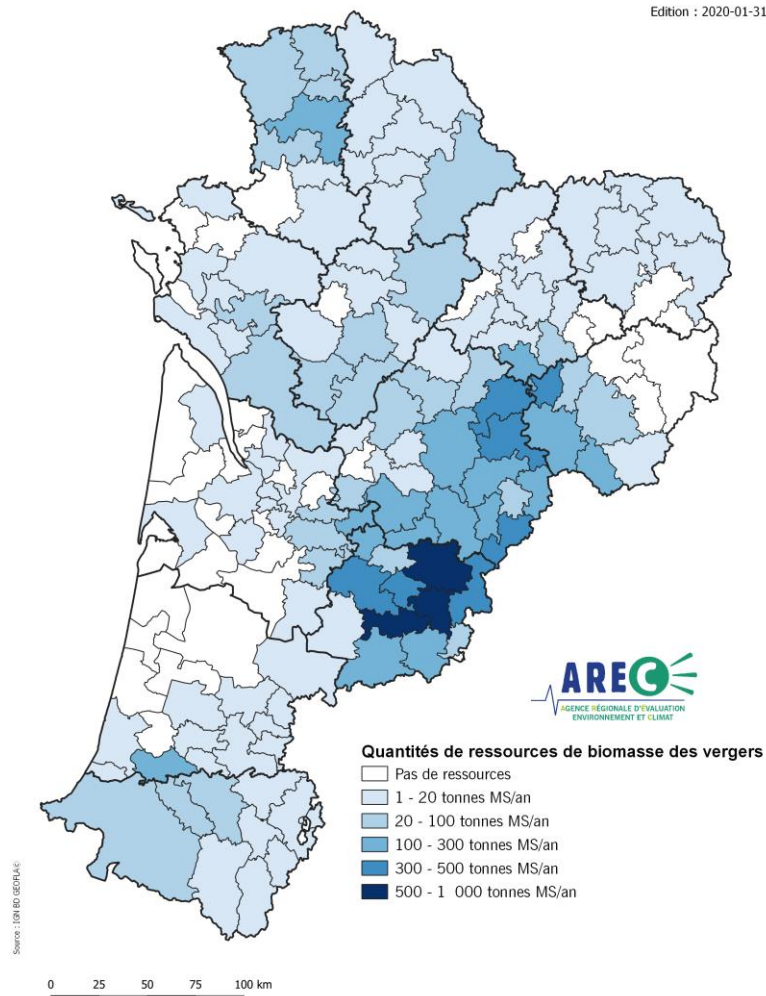 Edition : 2020-01-31
AREC
AGENCE RÉGIONALE D'ÉVALUATION
ENVIRONNEMENT ET CLIMAT
Quantités de ressources de biomasse des vergers
Pas de ressources
1 - 20 tonnes MS/an
20 - 100 tonnes MS/an
100 - 300 tonnes MS/an
300 - 500 tonnes MS/an
500 - 1 000 tonnes MS/an
Source : IGN BD GEOFLA©
0 25 50 75 100 km